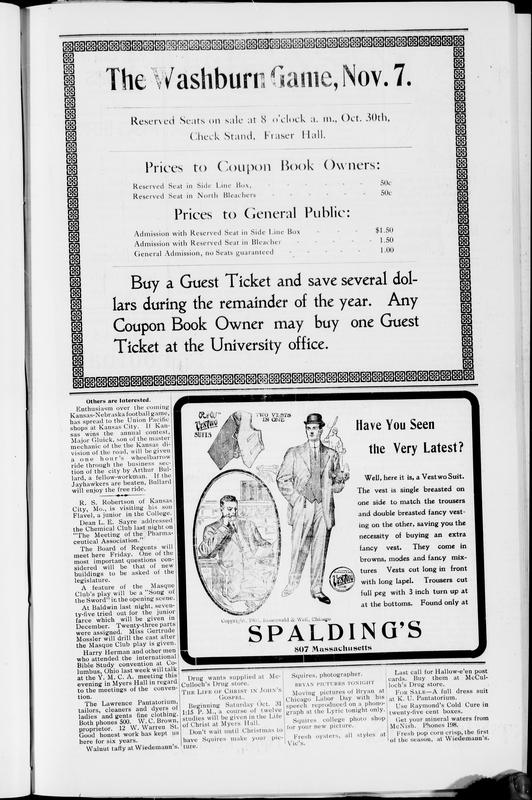 The Washburn Game, Nov. 7.
Reserved Seats on sale at 8 o'clock a. m., Oct. 30th,
Check Stand, Fraser Hall.
Prices to Coupon Book Owners:
Reserved Seat in Side Line Box, - - - - - 50c
Reserved Seat in North Bleachers - - - - - 50c
Prices to General Public:
Admission with Reserved Seat in Side Line Box - - - $1.50
Admission with Reserved Seat in Bleacher - - - 1.50
General Admission, no Seats guaranteed - - - 1.00
Buy a Guest Ticket and save several dol-
lars during the remainder of the year. Any
Coupon Book Owner may buy one Guest
Ticket at the University office.
Others are Interested.
Enthusiasm over the coming
Kansas-Nebraska football game,
has spread to the Union Pacific
shops at Kansas City. If Kan-
sas wins the annual contest,
Major Gluick, son of the master
mechanic of the the Kansas di-
vision of the road, will be given
a one hour's wheelbarrow
ride through the business sec-
tion of the city by Arthur Bul-
lard, a fellow-workman. If the
Jayhawkers are beaten, Bullard
will enjoy the free ride.
R. S. Robertson of Kansas
City, Mo., is visiting his son
Flavel, a junior in the College.
Dean L. E. Sayre addressed
the Chemical Club last night on
"The Meeting of the Pharma-
ceutical Association."
The Board of Regents will
meet here Friday. One of the
most important questions con-
sidered will be that of new
buildings to be asked of the
legislature.
A feature of the Masque
Club's play will be a "Song of
the Sword" in the opening scene.
At Baldwin last night, seven-
ty-five tried out for the junior
farce which will be given in
December. Twenty-three parts
were assigned. Miss Gertrude
Mossler will drill the cast after
the Masque Club play is given.
Harry Herman and other men
who attended the international
Bible Study convention at Co-
lumbus, Ohio last week will talk
at the Y. M. C. A. meeting this
evening in Myers Hall in regard
to the meetings of the conven-
tion.
The Lawrence Pantatorium,
tailors, cleaners and dyers of
ladies and gents fine clothing.
Both phones 506. W. C. Brown,
proprietor. 12 W. Warren St.
Good honest work has kept us
here for six years.
Walnut taffy at Wiedemann's.
VESTWO
SUITS
TWO VESTS
IN ONE
VESTWO
Copyright, Rosenwald & Weil, Chicago
Have You Seen
the Very Latest?
Well, here it is, a VestwoSuit.
The vest is single breasted on
one side to match the trousers
and double breasted fancy vest-
ing on the other, saving you the
necessity of buying an extra
fancy vest. They come in
browns, modes and fancy mix-
tures Vests cut long in front
with long lapel. Trousers cut
full peg with 3 inch turn up at
at the bottoms. Found only at
SPALDING'S
807 Massachusetts
Drug wants supplied at Mc-
Culloch's Drug store.
THE LIFE OF CHRIST IN JOHN'S
GOSPEL.
Beginning Saturday Oct. 31
1:15 P. M., a course of twelve
studies will be given in the Life
of Christ at Myers Hall.
Don't wait until Christmas to
have Squires make your pic-
ture.
Squires, photographer.
BRYAN PICTURES TONIGHT
Moving pictures of Bryan at
Chicago Labor Day with his
speech reproduced on a phono-
graph at the Lyric tonight only.
Squires college photo shop
for your new picture.
Fresh oysters, all styles at
Vic's.
Last call for Hallow-e'en post
cards. Buy them at McCul-
loch's Drug store.
FOR SALE—A full dress suit
at K. U. Pantatorium.
Use Raymond's Cold Cure in
twenty-five cent boxes.
Get your mineral waters from
McNish. Phones 198.
Fresh pop corn crisp, the first
of the season, at Wiedemann's.